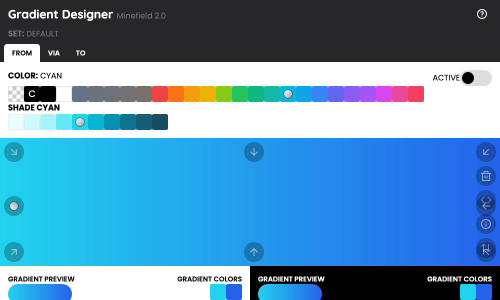 Gradient Designer Minefield 2.0
SET: DEFAULT
FROM VIA TO
COLOR: CYAN
ACTIVE
C
SHADE CYAN
GRADIENT PREVIEW GRADIENT COLORS
GRADIENT PREVIEW GRADIENT COLORS